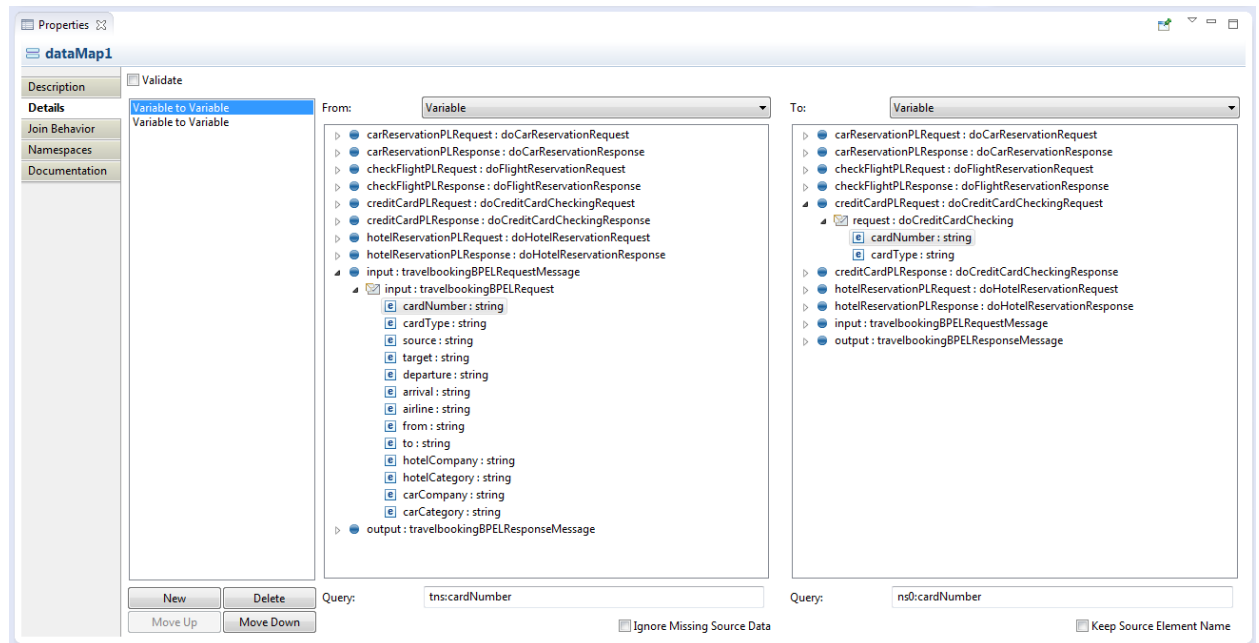 Properties
dataMap1
Description
Details
Join Behavior
Namespaces
Documentation
Validate
Variable to Variable
Variable to Variable
From:
Variable
carReservationPLRequest : doCarReservationRequest
carReservationPLResponse : doCarReservationResponse
checkFlightPLRequest : doFlightReservationRequest
checkFlightPLResponse : doFlightReservationResponse
creditCardPLRequest : doCreditCardCheckingRequest
creditCardPLResponse : doCreditCardCheckingResponse
hotelReservationPLRequest : doHotelReservationRequest
hotelReservationPLResponse : doHotelReservationResponse
input : travelbookingBPELRequestMessage
input : travelbookingBPELRequest
cardNumber : string
cardType : string
source : string
target : string
departure : string
arrival : string
airline : string
from : string
to : string
hotelCompany : string
hotelCategory : string
carCompany : string
carCategory : string
output : travelbookingBPELResponseMessage
To:
Variable
carReservationPLRequest : doCarReservationRequest
carReservationPLResponse : doCarReservationResponse
checkFlightPLRequest : doFlightReservationRequest
checkFlightPLResponse : doFlightReservationResponse
creditCardPLRequest : doCreditCardCheckingRequest
request : doCreditCardChecking
cardNumber : string
cardType : string
creditCardPLResponse : doCreditCardCheckingResponse
hotelReservationPLRequest : doHotelReservationRequest
hotelReservationPLResponse : doHotelReservationResponse
input : travelbookingBPELRequestMessage
output : travelbookingBPELResponseMessage
New
Delete
Move Up
Move Down
Query:
tns:cardNumber
Ignore Missing Source Data
Query:
ns0:cardNumber
Keep Source Element Name